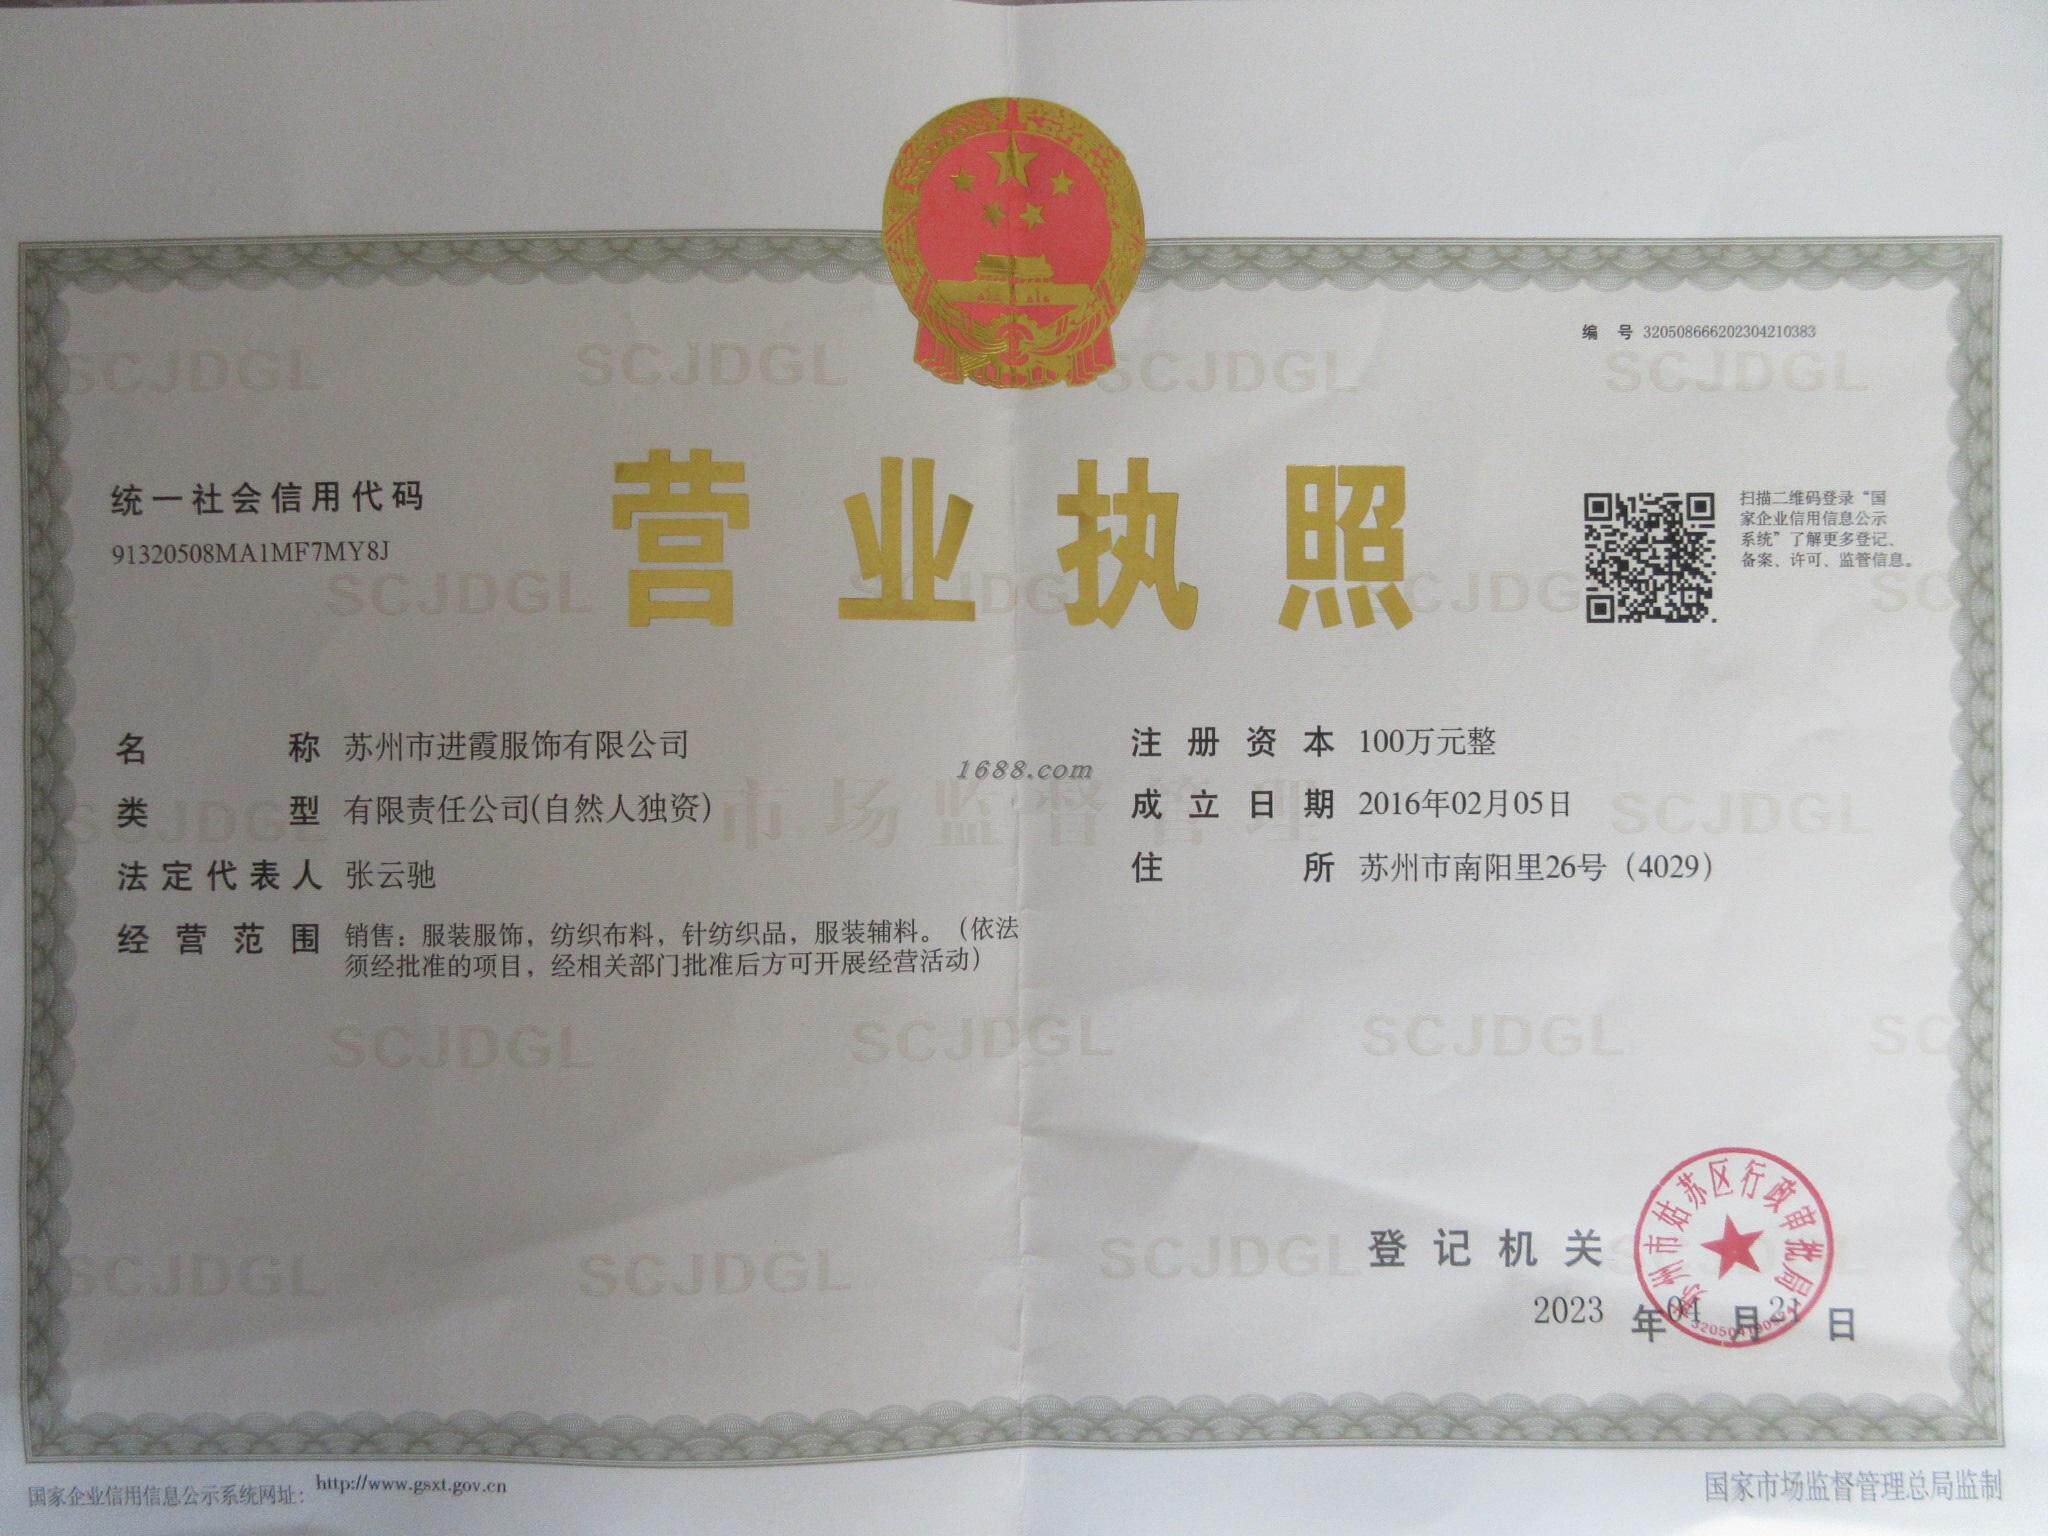 编 号 320508666202304210383
营业执照
统一社会信用代码
91320508MA1MF7MY8J
扫描二维码登录“国
家企业信用信息公示
系统”了解更多登记、
备案、许可、监管信息。
名 称 苏州市进霞服饰有限公司
类 型 有限责任公司(自然人独资)
法定代表人 张云驰
经营范围 销售：服装服饰，纺织布料，针纺织品，服装辅料。（依法
须经批准的项目，经相关部门批准后方可开展经营活动）
注册资本 100万元整
成立日期 2016年02月05日
住 所 苏州市南阳里26号（4029）
1688.com
市场监督管理
SCJDGL
登记机关
苏州市姑苏区行政审批局
2023 年04 月21 日
国家企业信用信息公示系统网址： http://www.gsxt.gov.cn
国家市场监督管理总局监制